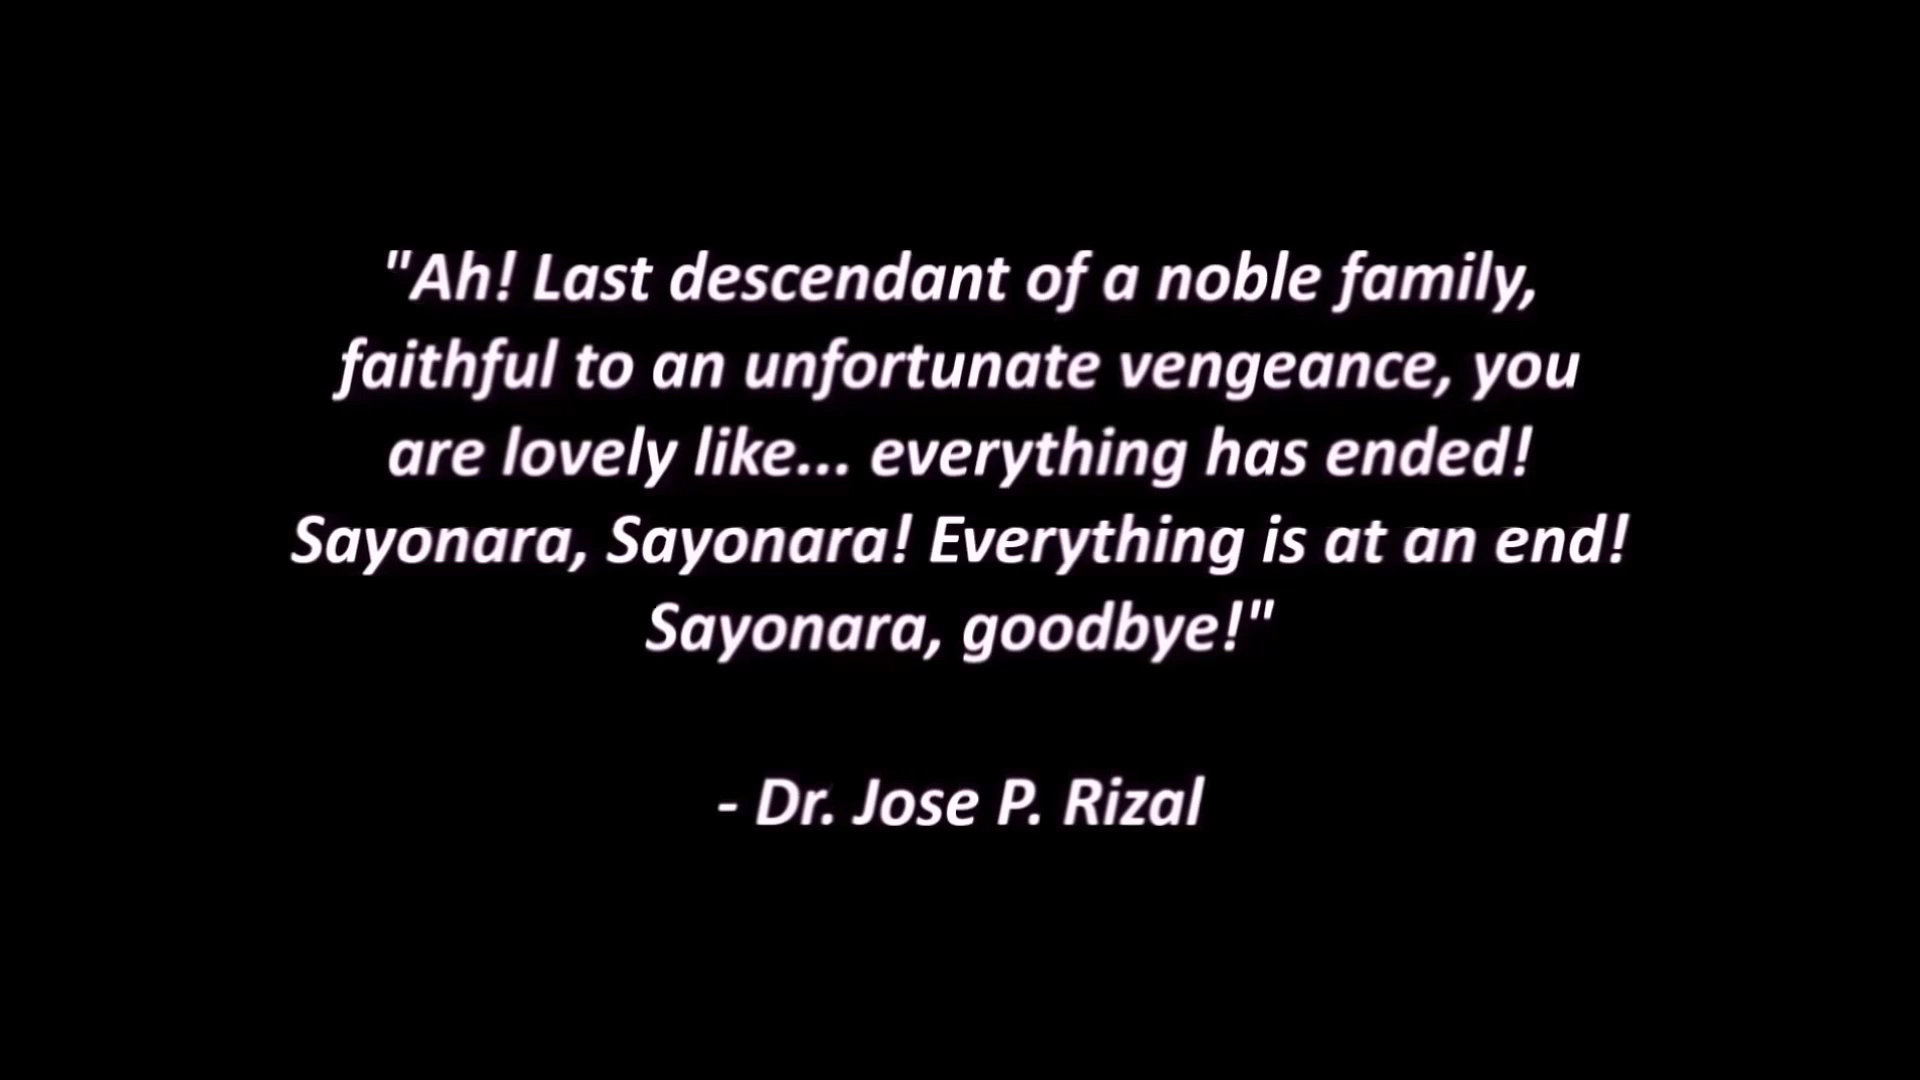 "Ah! Last descendant of a noble family,
faithful to an unfortunate vengeance, you
are lovely like... everything has ended!
Sayonara, Sayonara! Everything is at an end!
Sayonara, goodbye!"
- Dr. Jose P. Rizal